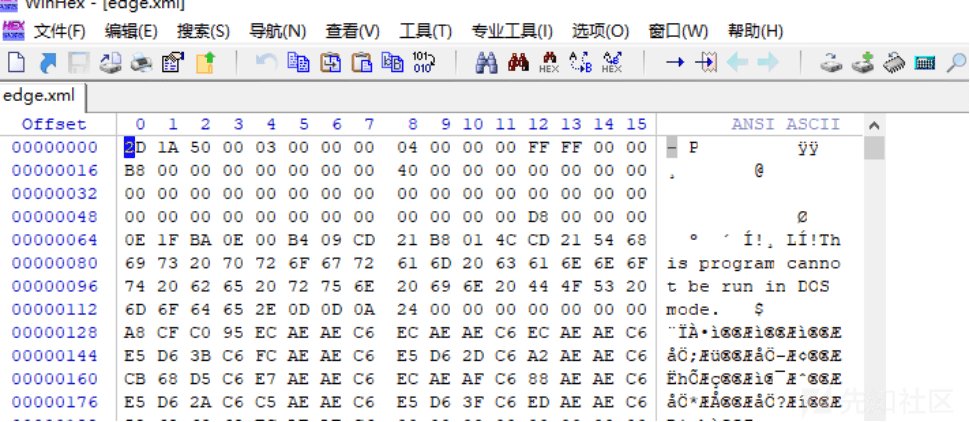 WinHex - [edge.xml]
文件(F) 编辑(E) 搜索(S) 导航(N) 查看(V) 工具(T) 专业工具(I) 选项(O) 窗口(W) 帮助(H)
edge.xml
Offset 0 1 2 3 4 5 6 7 8 9 10 11 12 13 14 15 ANSI ASCII
00000000 2D 1A 50 00 03 00 00 00 04 00 00 00 FF FF 00 00 - P ÿÿ
00000016 B8 00 00 00 00 00 00 00 40 00 00 00 00 00 00 00 ¸ @
00000032 00 00 00 00 00 00 00 00 00 00 00 00 00 00 00 00
00000048 00 00 00 00 00 00 00 00 00 00 00 00 D8 00 00 00 Ø
00000064 0E 1F BA 0E 00 B4 09 CD 21 B8 01 4C CD 21 54 68 º ´ Í!¸ LÍ!Th
00000080 69 73 20 70 72 6F 67 72 61 6D 20 63 61 6E 6E 6F is program canno
00000096 74 20 62 65 20 72 75 6E 20 69 6E 20 44 4F 53 20 t be run in DOS
00000112 6D 6F 64 65 2E 0D 0D 0A 24 00 00 00 00 00 00 00 mode. $
00000128 A8 CF C0 95 EC AE AE C6 EC AE AE C6 EC AE AE C6 ¨ÏÀ•ì®®Æì®®Æì®®Æ
00000144 E5 D6 3B C6 FC AE AE C6 E5 D6 2D C6 A2 AE AE C6 åÖ;Æü®®ÆåÖ-Æ¢®®Æ
00000160 CB 68 D5 C6 E7 AE AE C6 EC AE AF C6 88 AE AE C6 ËhÕÆç®®Æì®¯Æˆ®®Æ
00000176 E5 D6 2A C6 C5 AE AE C6 E5 D6 3F C6 ED AE AE C6 åÖ*ÆÅ®®ÆåÖ?Æí®®Æ
先知社区